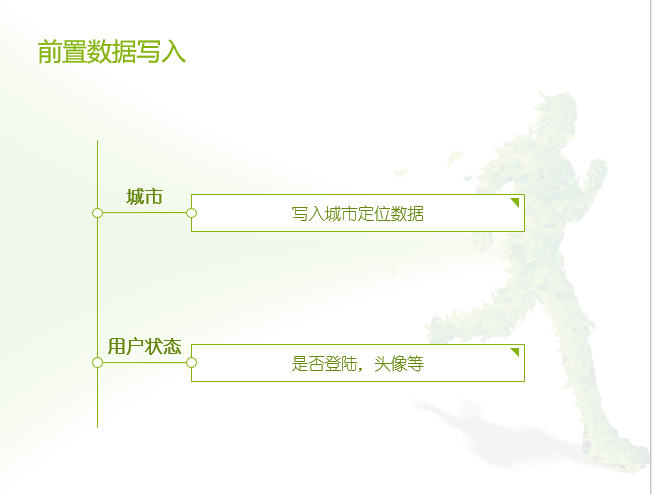 前置数据写入
城市
写入城市定位数据
用户状态
是否登陆，头像等